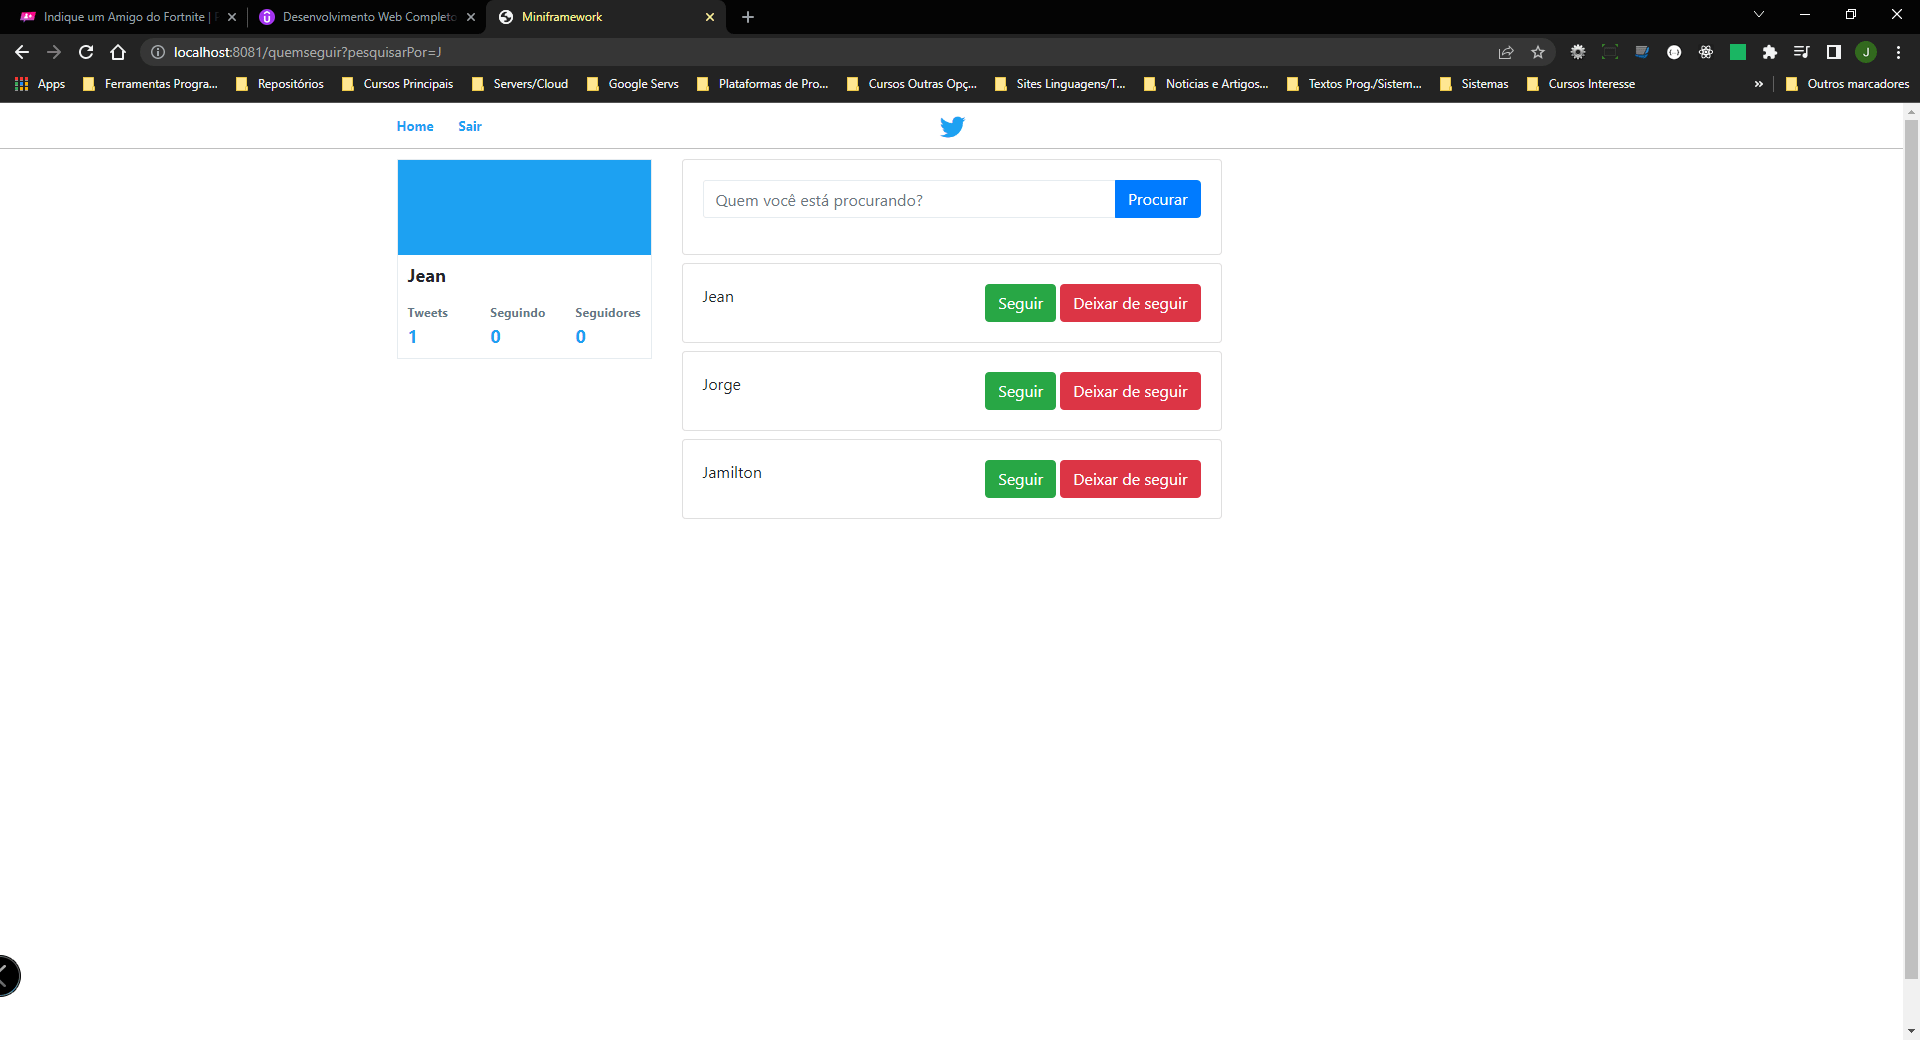 Indique um Amigo do Fortnite |
Desenvolvimento Web Completo
Miniframework
localhost:8081/quemseguir?pesquisarPor=J
J
Apps
Ferramentas Progra...
Repositórios
Cursos Principais
Servers/Cloud
Google Servs
Plataformas de Pro...
Cursos Outras Opç...
Sites Linguagens/T...
Noticias e Artigos...
Textos Prog./Sistem...
Sistemas
Cursos Interesse
»
Outros marcadores
Home Sair
Quem você está procurando? Procurar
Jean
Tweets Seguindo Seguidores
1 0 0
Jean Seguir Deixar de seguir
Jorge Seguir Deixar de seguir
Jamilton Seguir Deixar de seguir